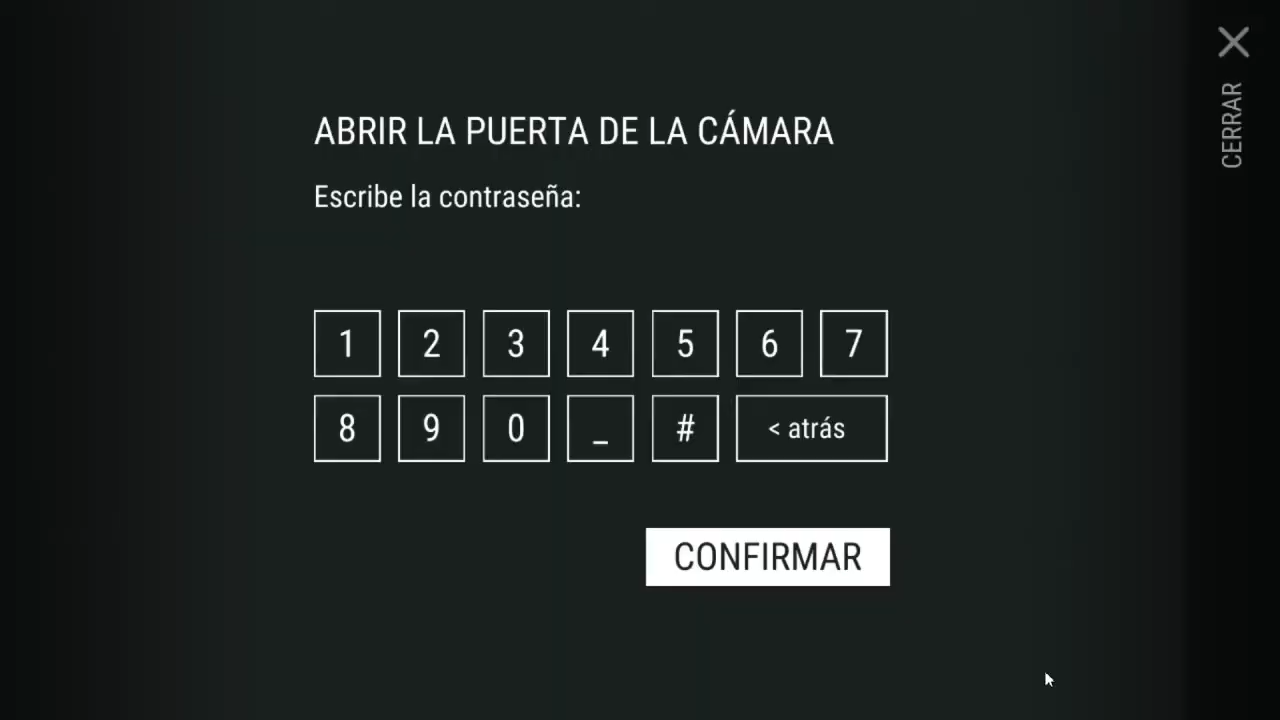 ABRIR LA PUERTA DE LA CÁMARA
Escribe la contraseña:
1 2 3 4 5 6 7
8 9 0 _ # < atrás
CONFIRMAR
CERRAR